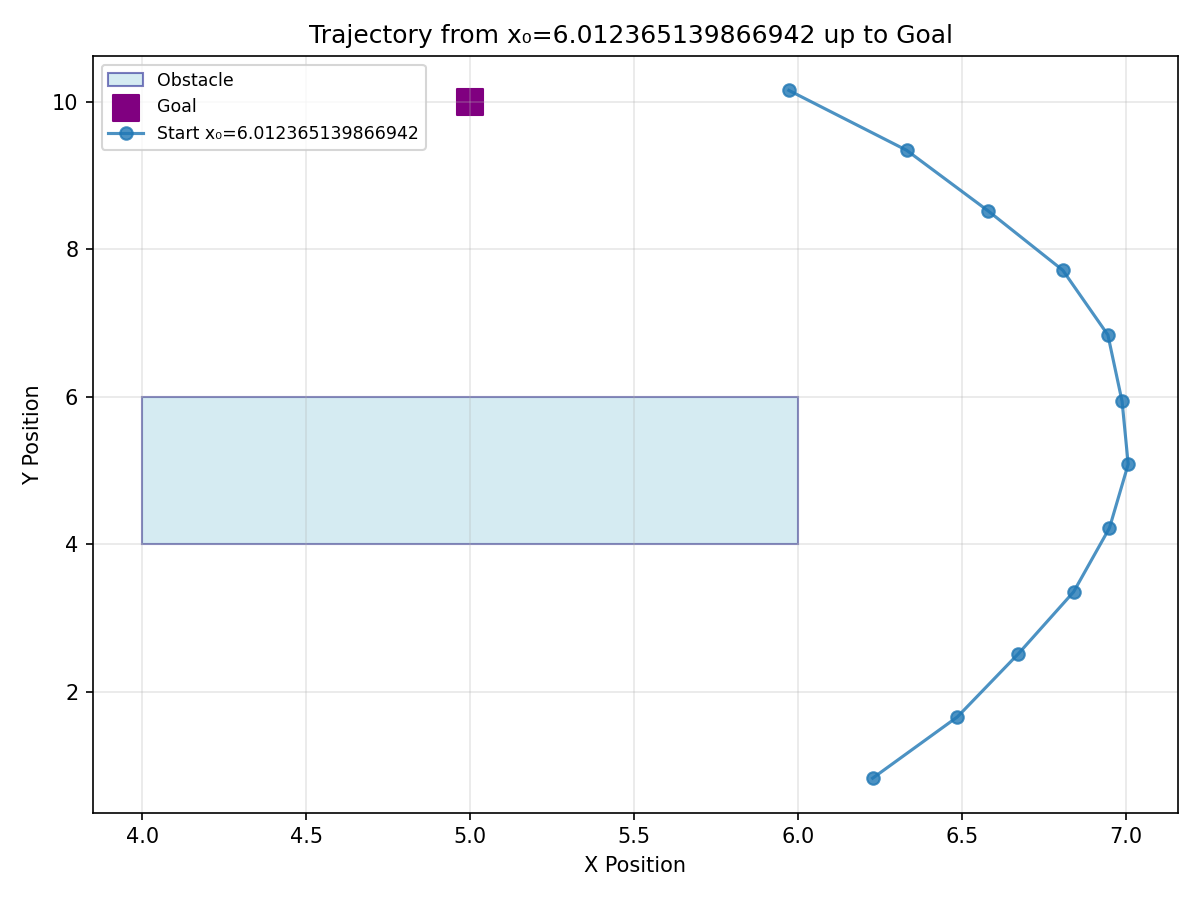 Trajectory from x₀=6.012365139866942 up to Goal
Obstacle
Goal
Start x₀=6.012365139866942
10
8
6
4
2
Y Position
4.0 4.5 5.0 5.5 6.0 6.5 7.0
X Position